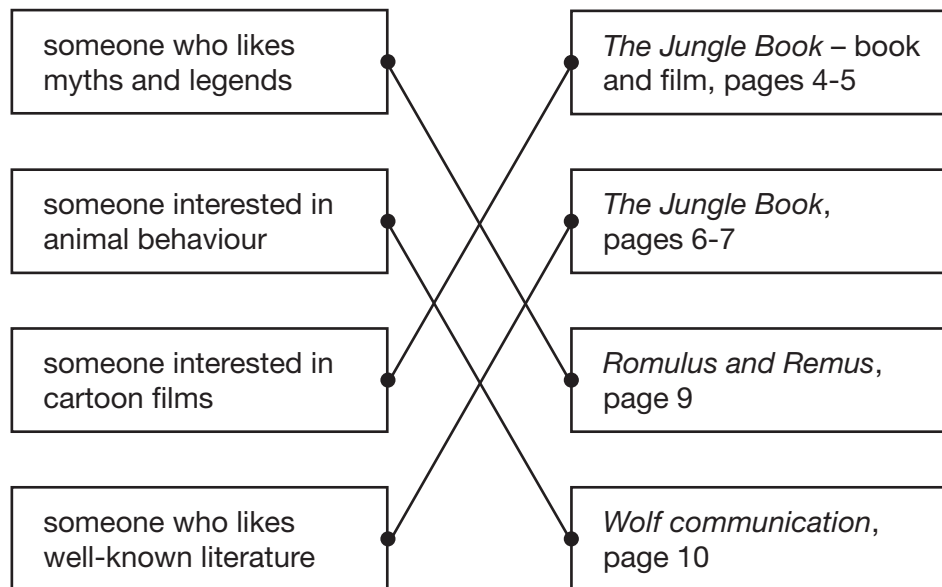 someone who likes
myths and legends
The Jungle Book – book
and film, pages 4-5
someone interested in
animal behaviour
The Jungle Book,
pages 6-7
someone interested in
cartoon films
Romulus and Remus,
page 9
someone who likes
well-known literature
Wolf communication,
page 10